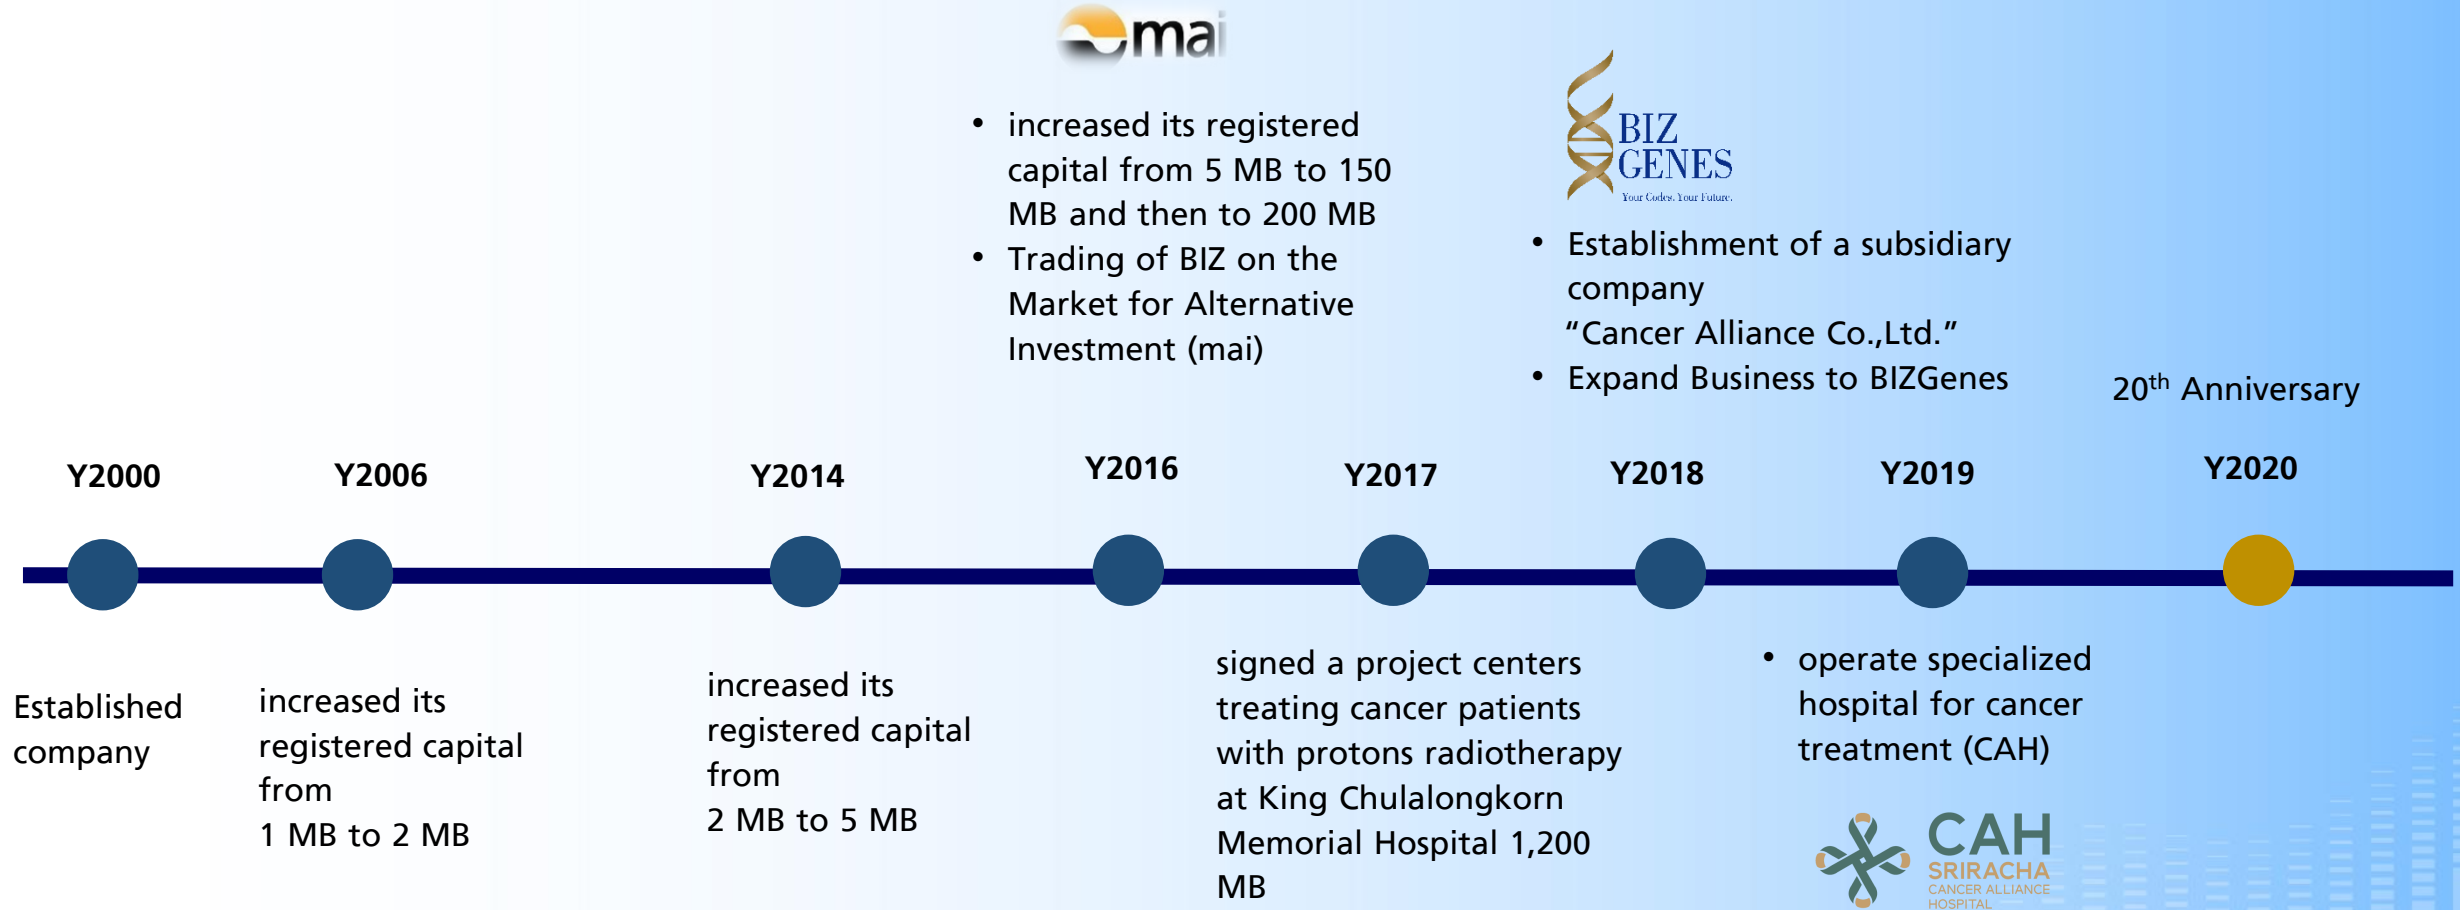 mai
• increased its registered
capital from 5 MB to 150
MB and then to 200 MB
• Trading of BIZ on the
Market for Alternative
Investment (mai)
BIZ
GENES
Your Codes. Your Future.
• Establishment of a subsidiary
company
“Cancer Alliance Co.,Ltd.”
• Expand Business to BIZGenes
20th Anniversary
Y2000
Y2006
Y2014
Y2016
Y2017
Y2018
Y2019
Y2020
Established
company
increased its
registered capital
from
1 MB to 2 MB
increased its
registered capital
from
2 MB to 5 MB
signed a project centers
treating cancer patients
with protons radiotherapy
at King Chulalongkorn
Memorial Hospital 1,200
MB
• operate specialized
hospital for cancer
treatment (CAH)
CAH
SRIRACHA
CANCER ALLIANCE
HOSPITAL